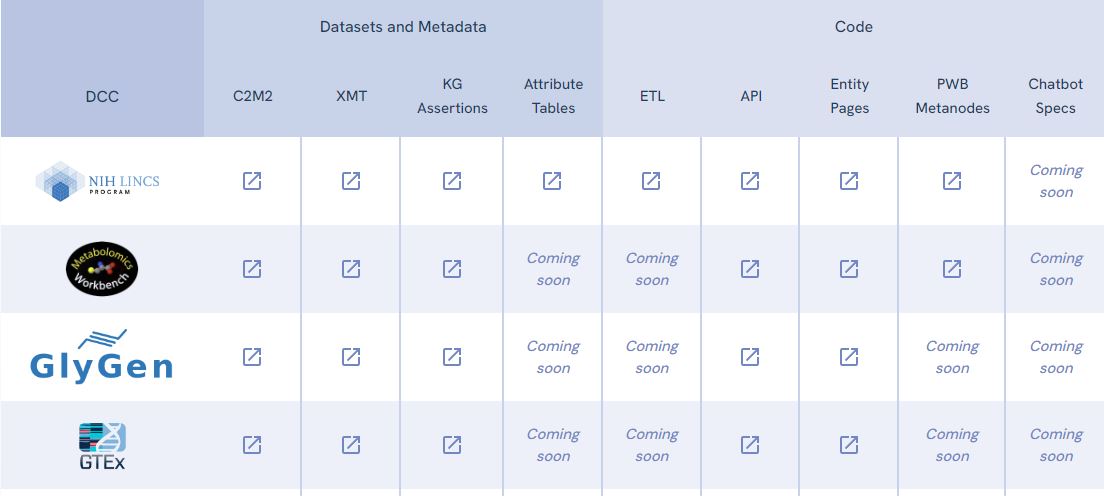 Datasets and Metadata
Code
DCC
C2M2
XMT
KG
Assertions
Attribute
Tables
ETL
API
Entity
Pages
PWB
Metanodes
Chatbot
Specs
NIH LINCS
PROGRAM
Coming
soon
Metabolomics
Workbench
Coming
soon
Coming
soon
Coming
soon
GlyGen
Coming
soon
Coming
soon
Coming
soon
Coming
soon
GTEx
Coming
soon
Coming
soon
Coming
soon
Coming
soon